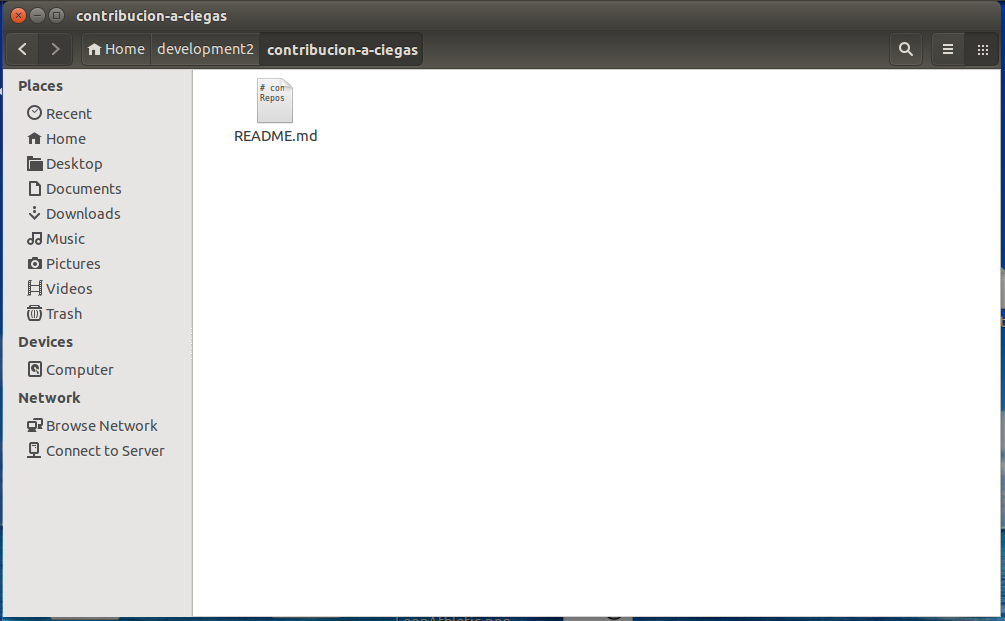 contribucion-a-ciegas
Home development2 contribucion-a-ciegas
Places
Recent
Home
Desktop
Documents
Downloads
Music
Pictures
Videos
Trash
Devices
Computer
Network
Browse Network
Connect to Server
# con
Repos
README.md